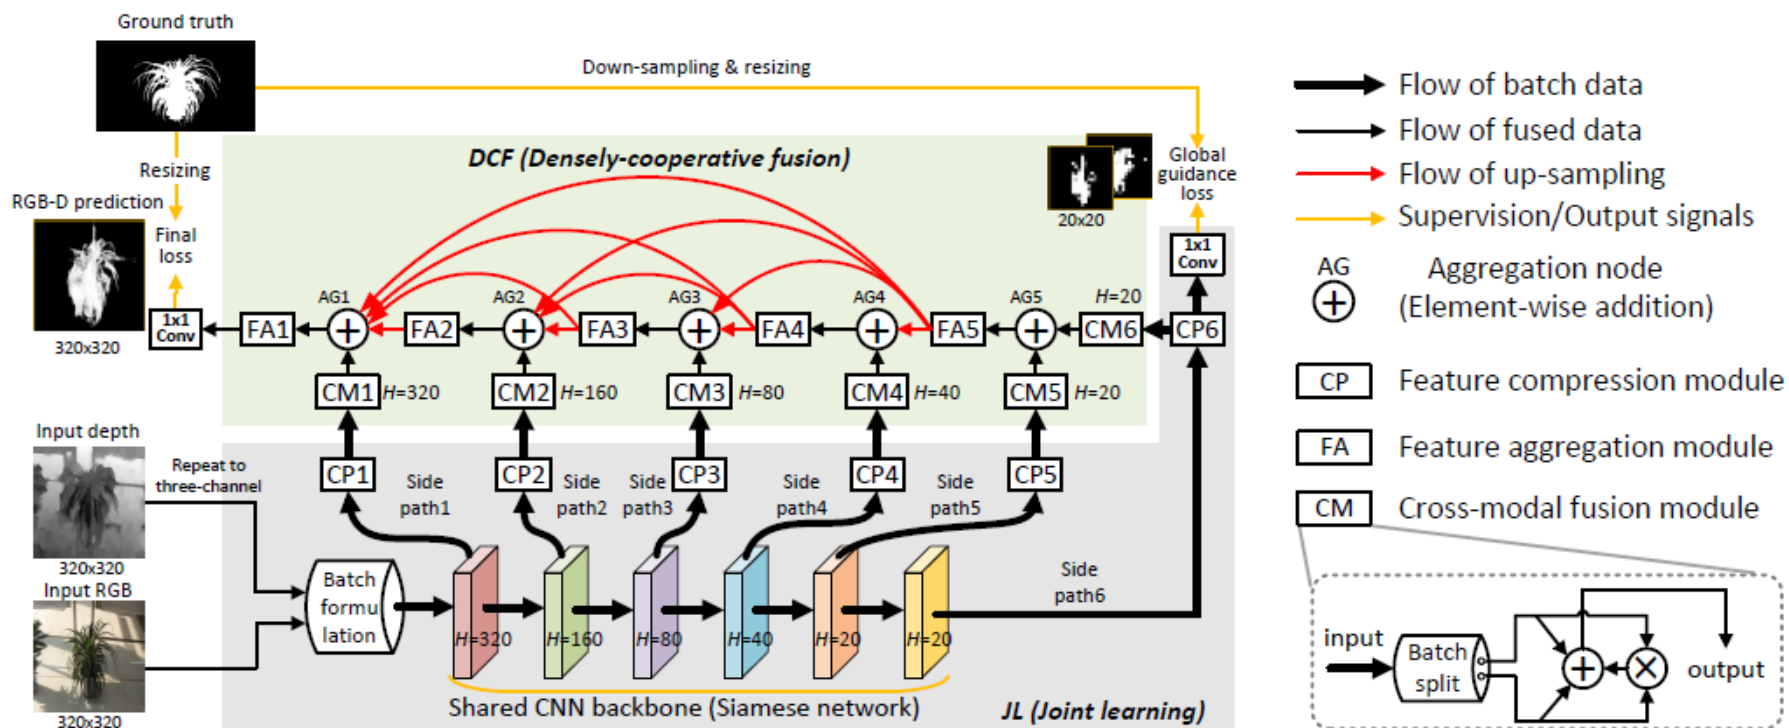 Ground truth
Down-sampling & resizing
Resizing
RGB-D prediction
Final
loss
320x320
DCF (Densely-cooperative fusion)
20x20
Global
guidance
loss
1x1
Conv
1x1
Conv
FA1
AG1
FA2
AG2
FA3
AG3
FA4
AG4
FA5
AG5
H=20
CM6
CP6
CM1
H=320
CM2
H=160
CM3
H=80
CM4
H=40
CM5
H=20
Input depth
Repeat to
three-channel
320x320
Input RGB
320x320
CP1
CP2
CP3
CP4
CP5
Side
path1
Side
path2
Side
path3
Side
path4
Side
path5
Side
path6
Batch
formu
lation
H=320
H=160
H=80
H=40
H=20
H=20
Shared CNN backbone (Siamese network)
JL (Joint learning)
Flow of batch data
Flow of fused data
Flow of up-sampling
Supervision/Output signals
AG
Aggregation node
(Element-wise addition)
CP
Feature compression module
FA
Feature aggregation module
CM
Cross-modal fusion module
input
Batch
split
output